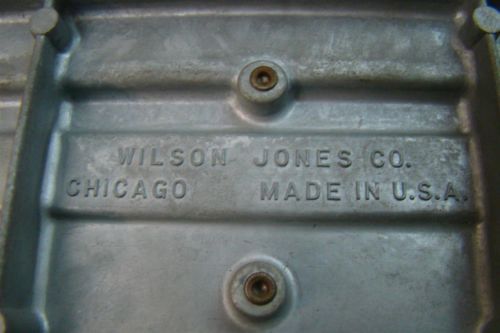 WILSON JONES CO.
CHICAGO MADE IN U.S.A.